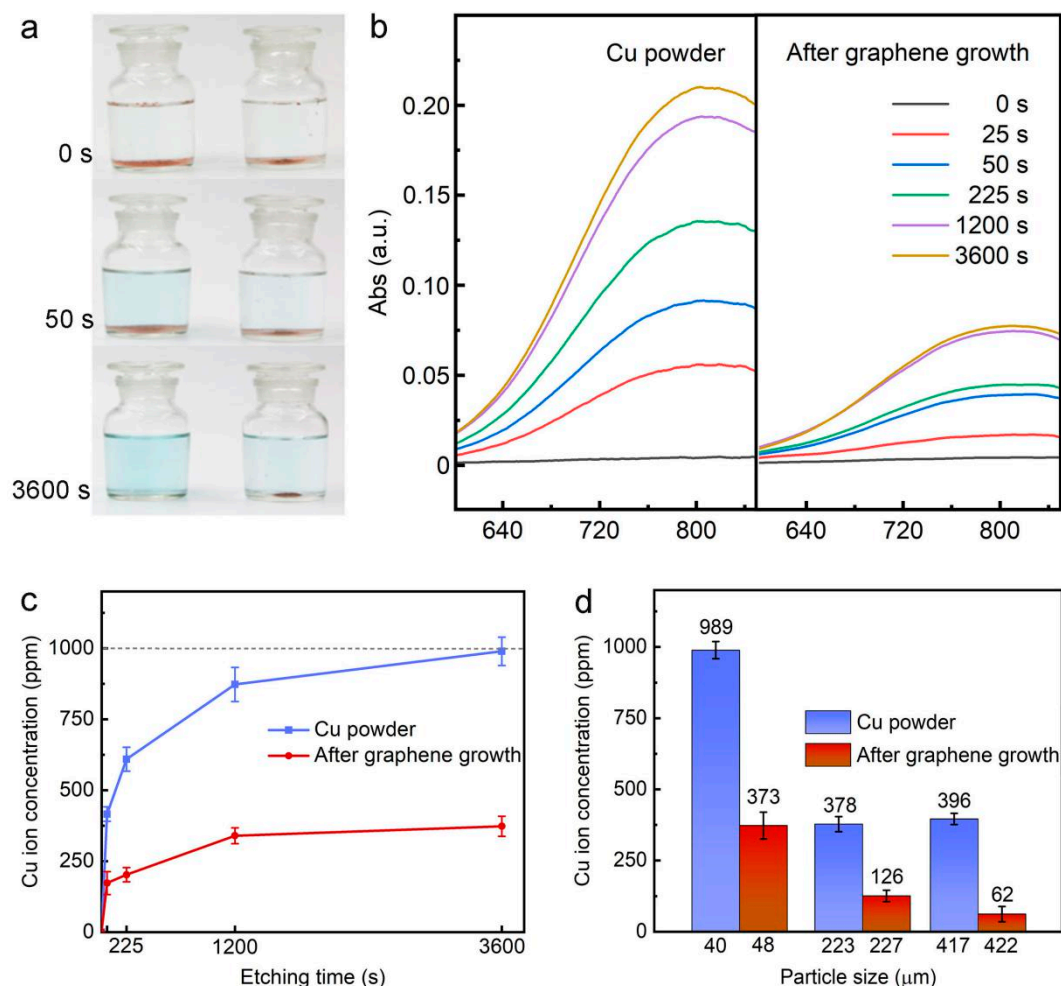 a
0 s
50 s
3600 s
b
Cu powder
After graphene growth
0 s
25 s
50 s
225 s
1200 s
3600 s
0.20
0.15
0.10
0.05
0
Abs (a.u.)
640 720 800 640 720 800
c
1000
750
500
250
0
Cu ion concentration (ppm)
Cu powder
After graphene growth
225 1200 3600
Etching time (s)
d
1000
750
500
250
0
Cu ion concentration (ppm)
989
373
378
126
396
62
Cu powder
After graphene growth
40 48 223 227 417 422
Particle size (μm)